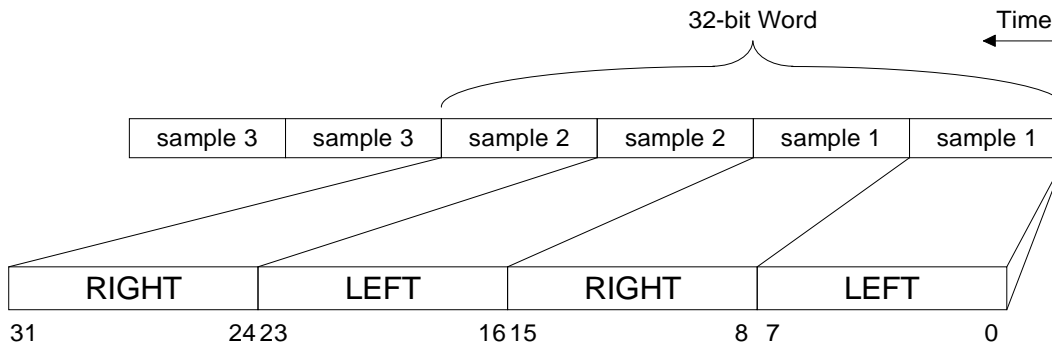 32-bit Word
Time
sample 3 sample 3 sample 2 sample 2 sample 1 sample 1
RIGHT LEFT RIGHT LEFT
31 24 23 16 15 8 7 0